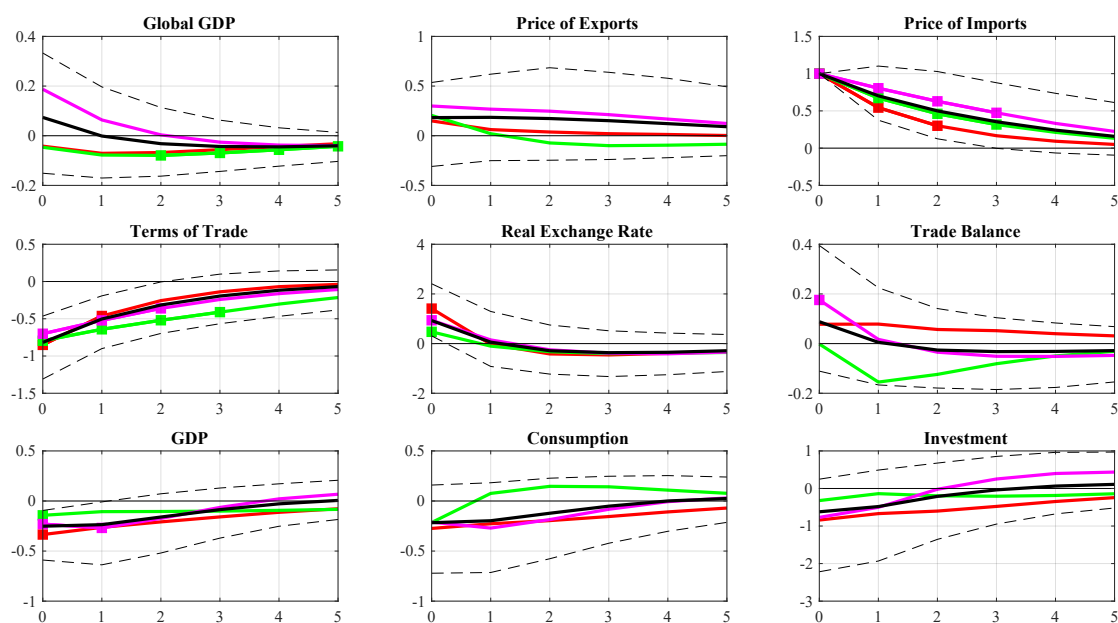 Global GDP
0.4
0.2
0
-0.2
0 1 2 3 4 5
Price of Exports
1
0.5
0
-0.5
0 1 2 3 4 5
Price of Imports
1.5
1
0.5
0
-0.5
0 1 2 3 4 5
Terms of Trade
0.5
0
-0.5
-1
-1.5
0 1 2 3 4 5
Real Exchange Rate
4
2
0
-2
0 1 2 3 4 5
Trade Balance
0.4
0.2
0
-0.2
0 1 2 3 4 5
GDP
0.5
0
-0.5
-1
0 1 2 3 4 5
Consumption
0.5
0
-0.5
-1
0 1 2 3 4 5
Investment
1
0
-1
-2
-3
0 1 2 3 4 5